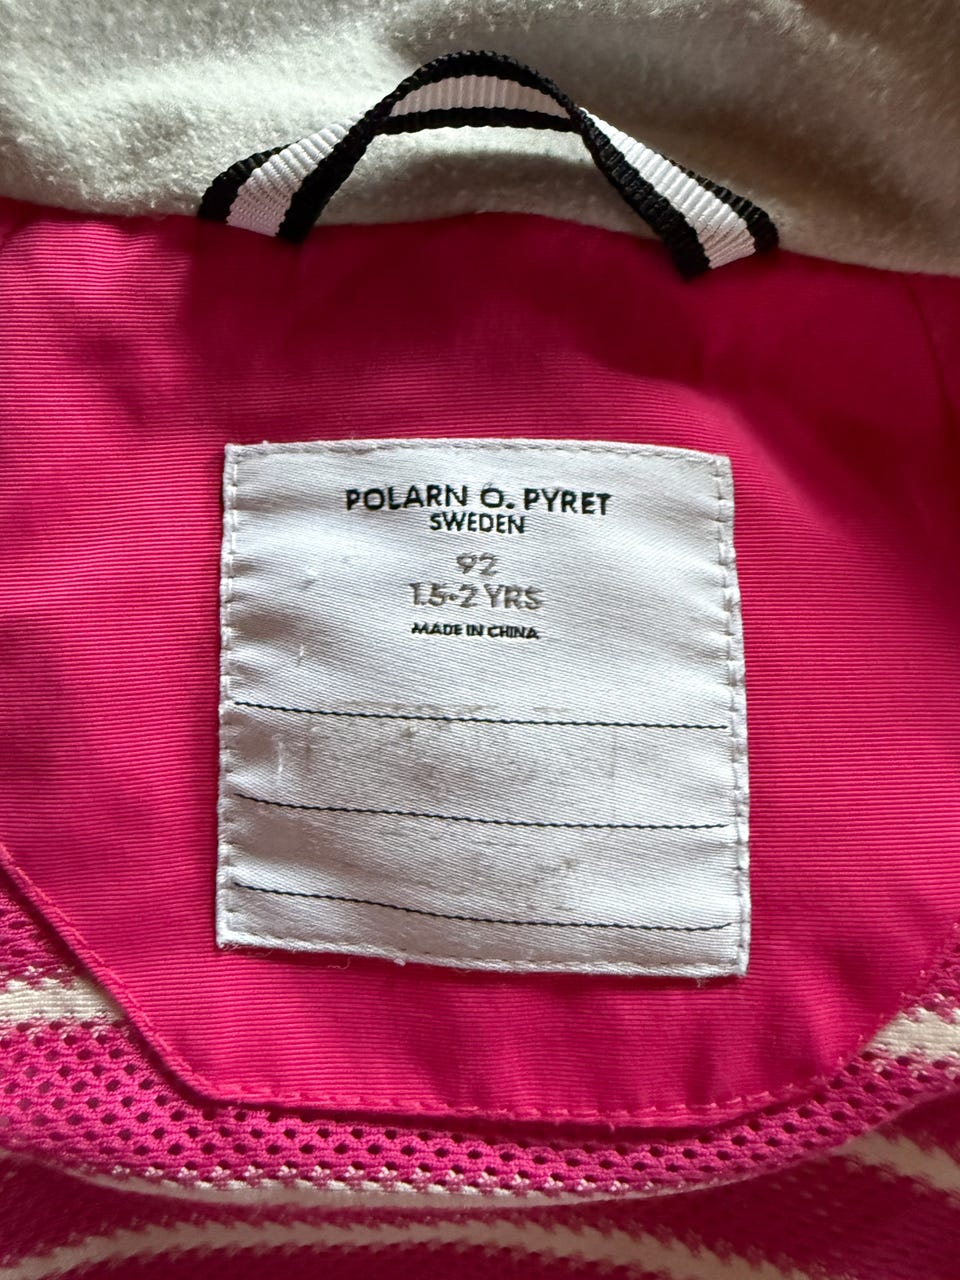 POLARN O. PYRET
SWEDEN
92
1.5-2 YRS
MADE IN CHINA